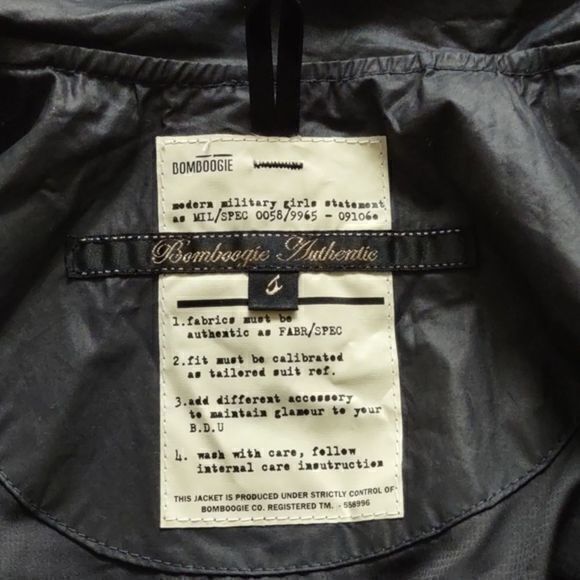 BOMBOOGIE
modern military girls statement
as MIL/SPEC 0058/9965 - 09106e
Bomboogie Authentic
S
1.fabrics must be
authentic as FABR/SPEC
2.fit must be calibrated
as tailored suit ref.
3.add different accessory
to maintain glamour to your
B.D.U
4. wash with care, follow
internal care insutruction
THIS JACKET IS PRODUCED UNDER STRICTLY CONTROL OF
BOMBOOGIE CO. REGISTERED TM. - 558996